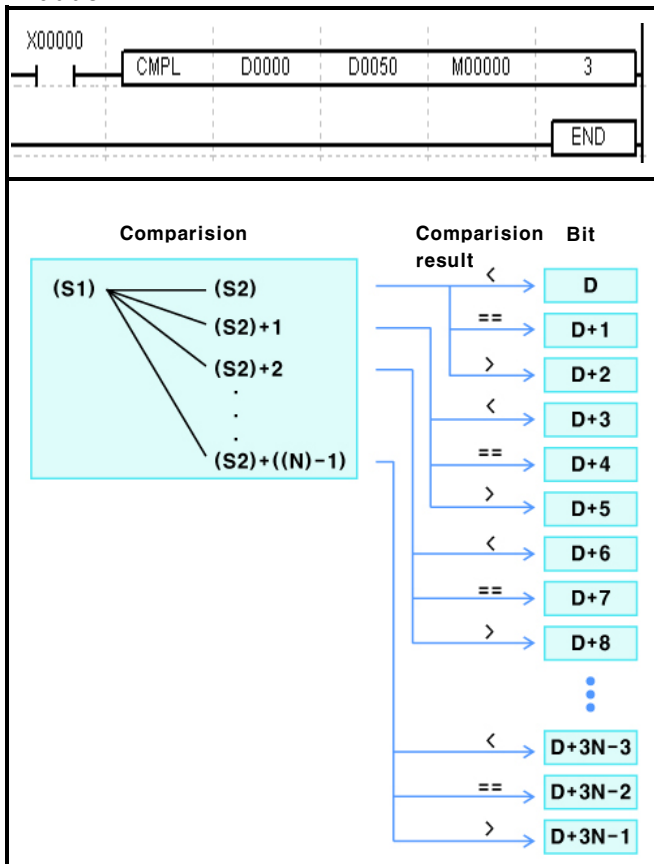 X00000
CMPL D0000 D0050 M00000 3
END
Comparision
Comparision result
Bit
(S1)
(S2)
(S2)+1
(S2)+2
.
.
.
(S2)+((N)-1)
< D
== D+1
> D+2
< D+3
== D+4
> D+5
< D+6
== D+7
> D+8
< D+3N-3
== D+3N-2
> D+3N-1